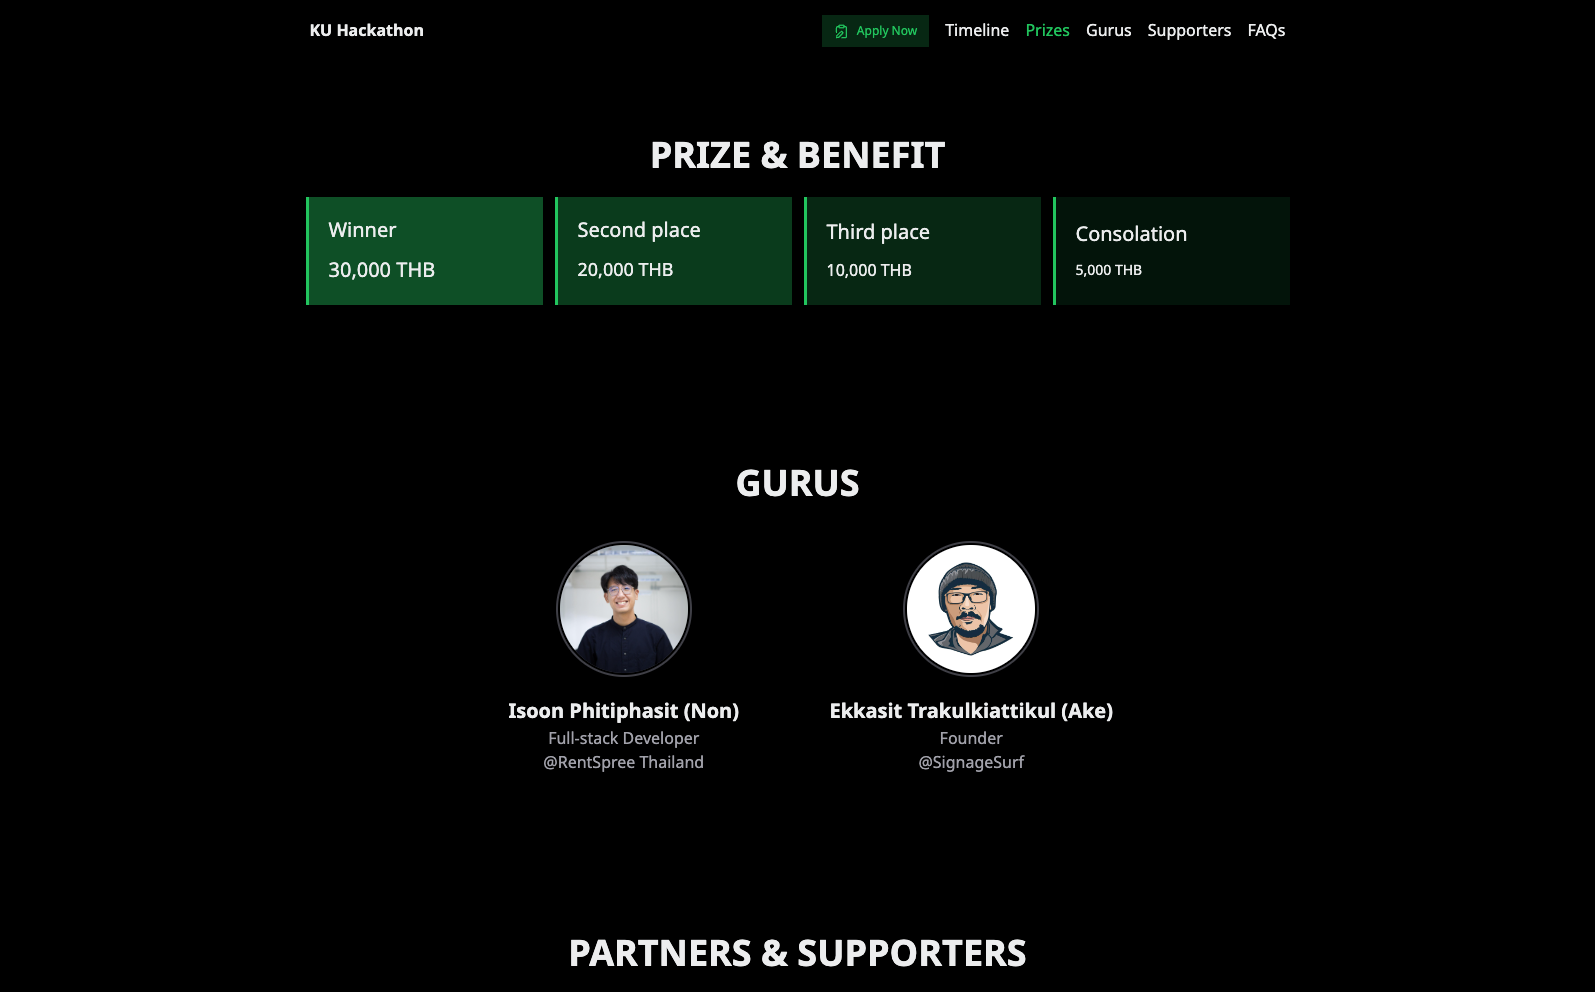 KU Hackathon
Apply Now
Timeline
Prizes
Gurus
Supporters
FAQs
PRIZE & BENEFIT
Winner
30,000 THB
Second place
20,000 THB
Third place
10,000 THB
Consolation
5,000 THB
GURUS
Isoon Phitiphasit (Non)
Full-stack Developer
@RentSpree Thailand
Ekkasit Trakulkiattikul (Ake)
Founder
@SignageSurf
PARTNERS & SUPPORTERS